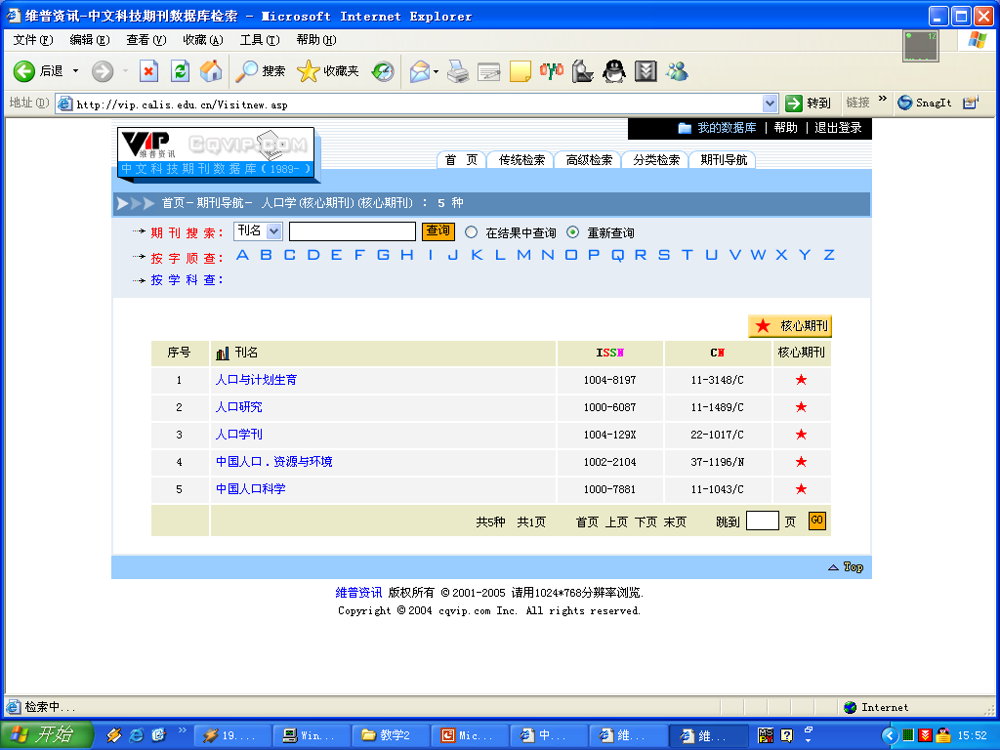 维普资讯-中文科技期刊数据库检索 - Microsoft Internet Explorer
文件(F) 编辑(E) 查看(V) 收藏(A) 工具(T) 帮助(H)
后退 搜索 收藏夹
地址(D) http://vip.calis.edu.cn/Visitnew.asp 转到 链接 » SnagIt
12
我的数据库 | 帮助 | 退出登录
VIP 维普资讯 CQVIP.COM
中文科技期刊数据库(1989-)
首 页 传统检索 高级检索 分类检索 期刊导航
首页-期刊导航- 人口学(核心期刊)(核心期刊) : 5 种
期刊搜索: 刊名 查询 在结果中查询 重新查询
按字顺查: A B C D E F G H I J K L M N O P Q R S T U V W X Y Z
按学科查:
核心期刊
序号 刊名 ISSN CN 核心期刊
1 人口与计划生育 1004-8197 11-3148/C ★
2 人口研究 1000-6087 11-1489/C ★
3 人口学刊 1004-129X 22-1017/C ★
4 中国人口．资源与环境 1002-2104 37-1196/N ★
5 中国人口科学 1000-7881 11-1043/C ★
共5种 共1页 首页 上页 下页 末页 跳到 页 GO
Top
维普资讯 版权所有 ©2001-2005 请用1024*768分辨率浏览.
Copyright ©2004 cqvip.com Inc. All rights reserved.
检索中... Internet
开始 » 19.... Win... 教学2 Mic... 中... 维... 维... 15:52